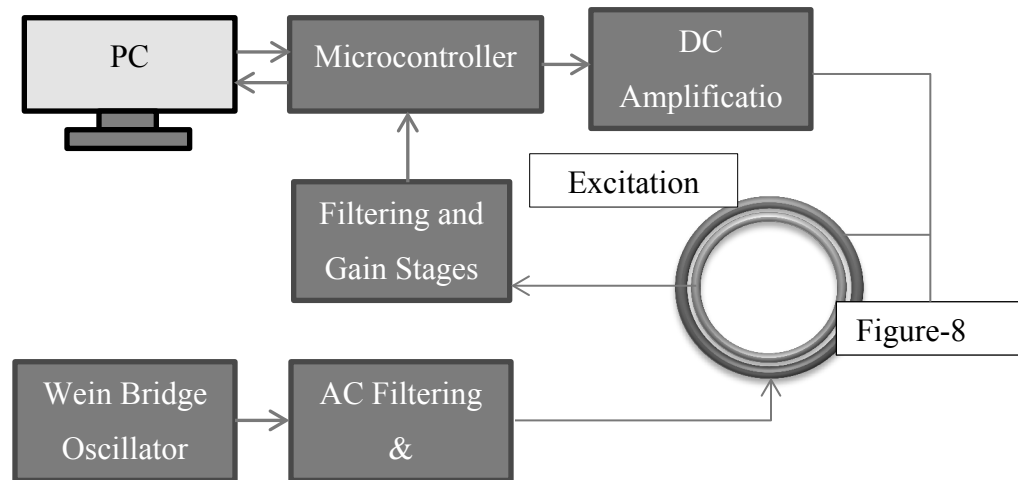 PC
Microcontroller
DC
Amplificatio
Excitation
Filtering and
Gain Stages
Figure-8
Wein Bridge
Oscillator
AC Filtering
&